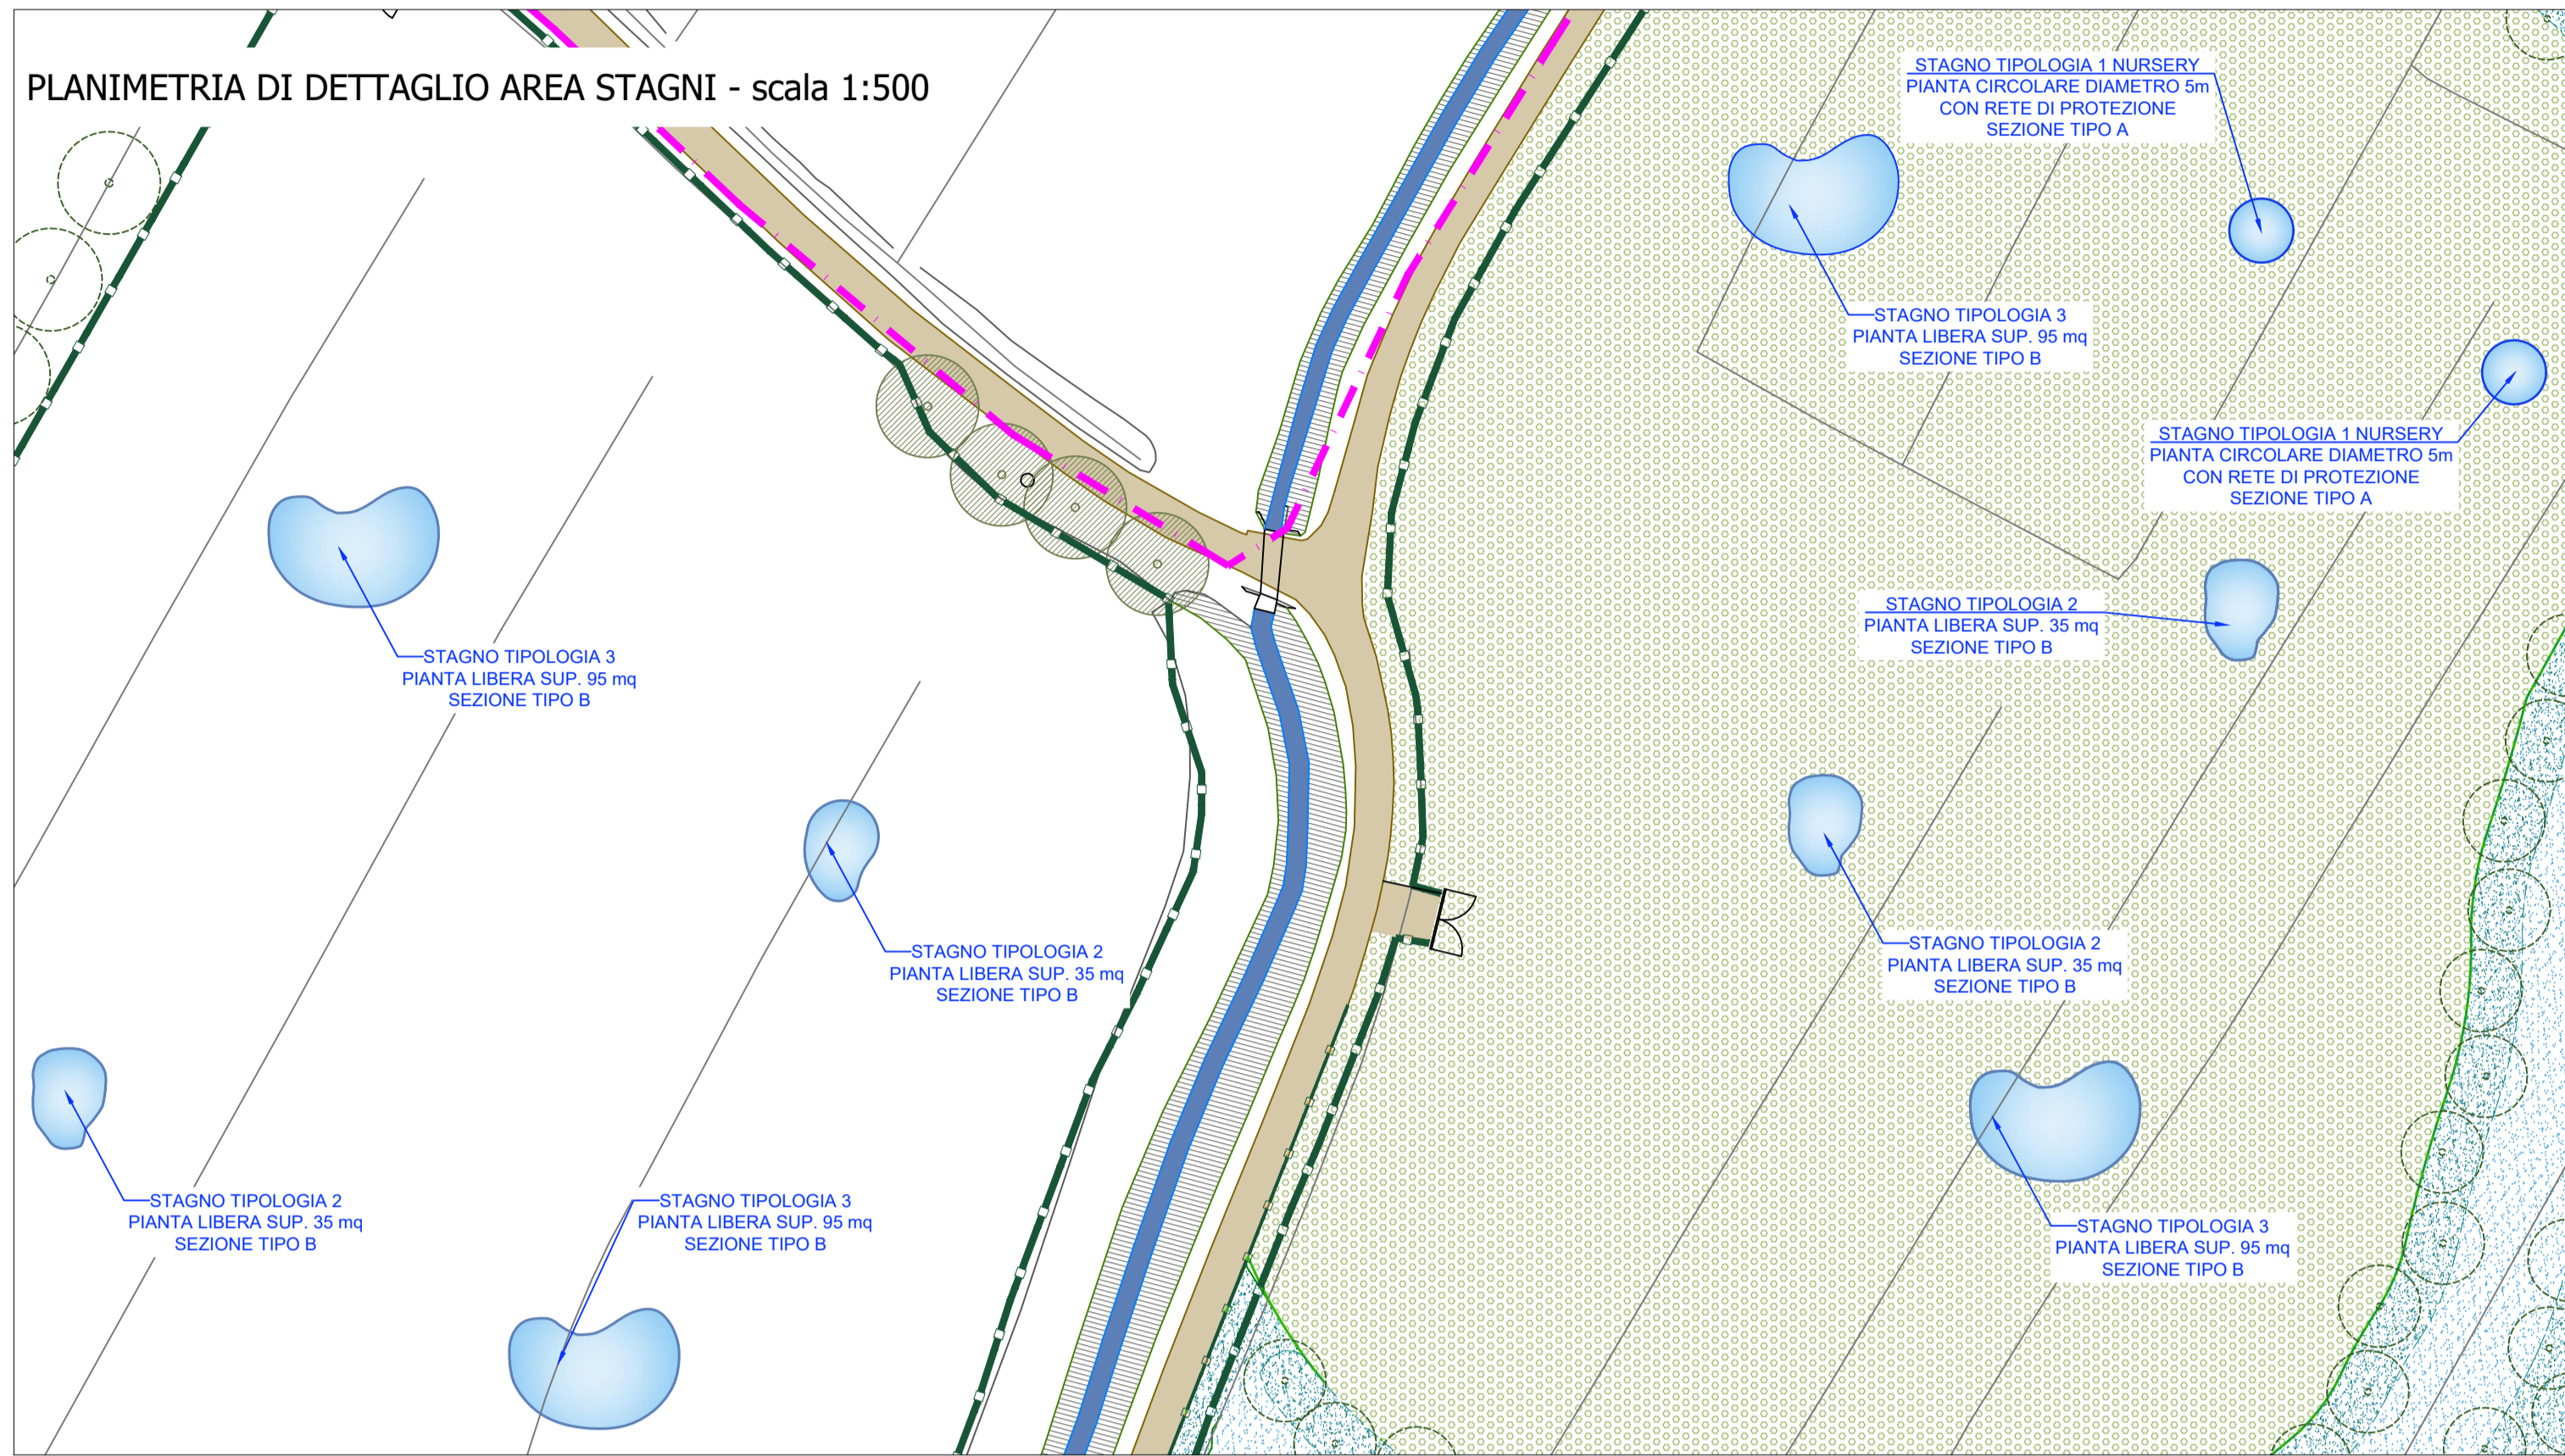 PLANIMETRIA DI DETTAGLIO AREA STAGNI - scala 1:500
STAGNO TIPOLOGIA 1 NURSERY
PIANTA CIRCOLARE DIAMETRO 5m
CON RETE DI PROTEZIONE
SEZIONE TIPO A
STAGNO TIPOLOGIA 3
PIANTA LIBERA SUP. 95 mq
SEZIONE TIPO B
STAGNO TIPOLOGIA 1 NURSERY
PIANTA CIRCOLARE DIAMETRO 5m
CON RETE DI PROTEZIONE
SEZIONE TIPO A
STAGNO TIPOLOGIA 2
PIANTA LIBERA SUP. 35 mq
SEZIONE TIPO B
STAGNO TIPOLOGIA 3
PIANTA LIBERA SUP. 95 mq
SEZIONE TIPO B
STAGNO TIPOLOGIA 2
PIANTA LIBERA SUP. 35 mq
SEZIONE TIPO B
STAGNO TIPOLOGIA 2
PIANTA LIBERA SUP. 35 mq
SEZIONE TIPO B
STAGNO TIPOLOGIA 2
PIANTA LIBERA SUP. 35 mq
SEZIONE TIPO B
STAGNO TIPOLOGIA 3
PIANTA LIBERA SUP. 95 mq
SEZIONE TIPO B
STAGNO TIPOLOGIA 3
PIANTA LIBERA SUP. 95 mq
SEZIONE TIPO B